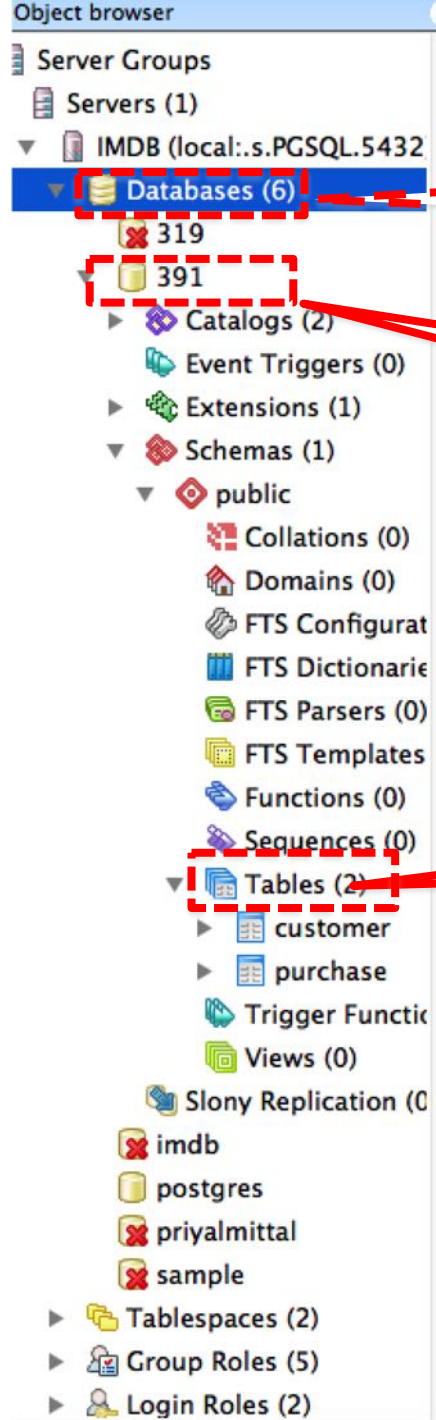 Object browser
Server Groups
Servers (1)
IMDB (local:.s.PGSQL.5432
Databases (6)
319
391
Catalogs (2)
Event Triggers (0)
Extensions (1)
Schemas (1)
public
Collations (0)
Domains (0)
FTS Configurat
FTS Dictionarie
FTS Parsers (0)
FTS Templates
Functions (0)
Sequences (0)
Tables (2)
customer
purchase
Trigger Functic
Views (0)
Slony Replication (0
imdb
postgres
priyalmittal
sample
Tablespaces (2)
Group Roles (5)
Login Roles (2)